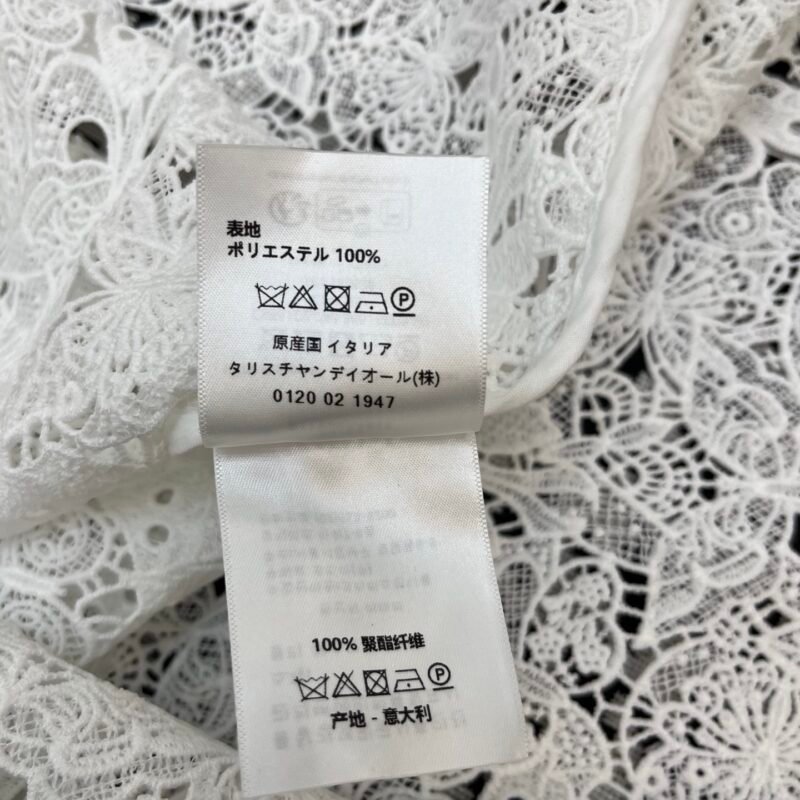 表地
ポリエステル 100%
P
原産国 イタリア
タリスチャンデイオール(株)
0120 02 1947
100% 聚酯纤维
P
产地 - 意大利